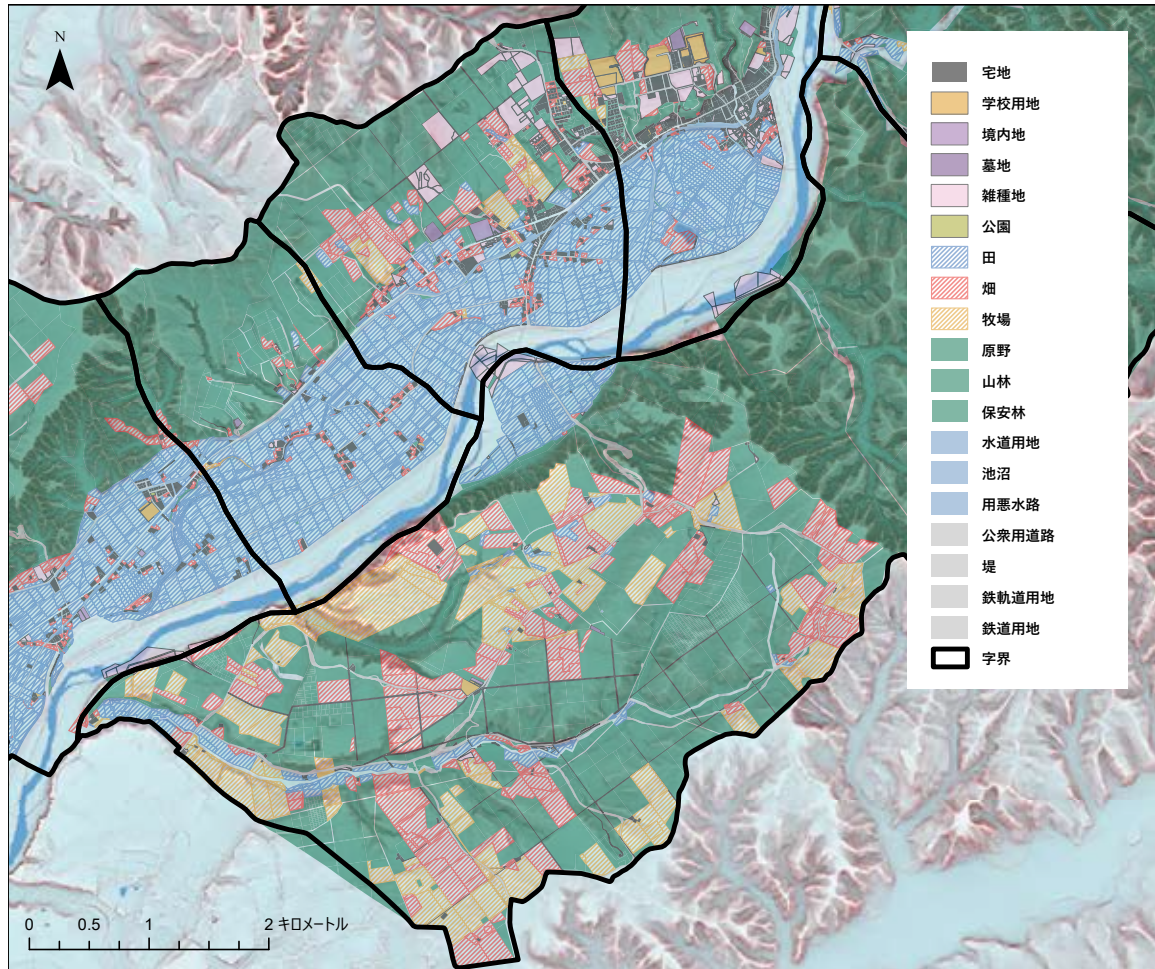 N
宅地
学校用地
境内地
墓地
雑種地
公園
田
畑
牧場
原野
山林
保安林
水道用地
池沼
用悪水路
公衆用道路
堤
鉄軌道用地
鉄道用地
字界
0 0.5 1 2 キロメートル